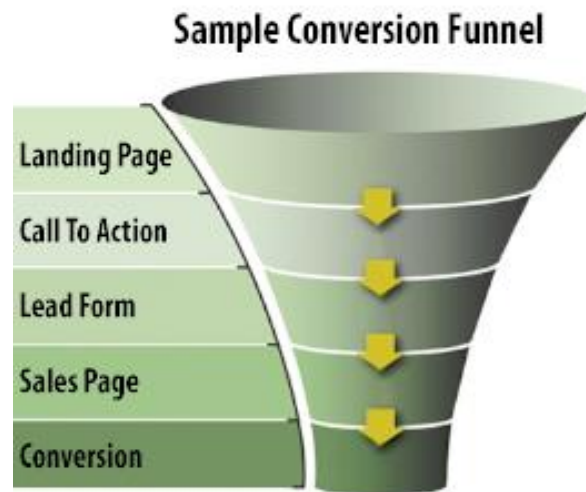 Sample Conversion Funnel
Landing Page
Call To Action
Lead Form
Sales Page
Conversion